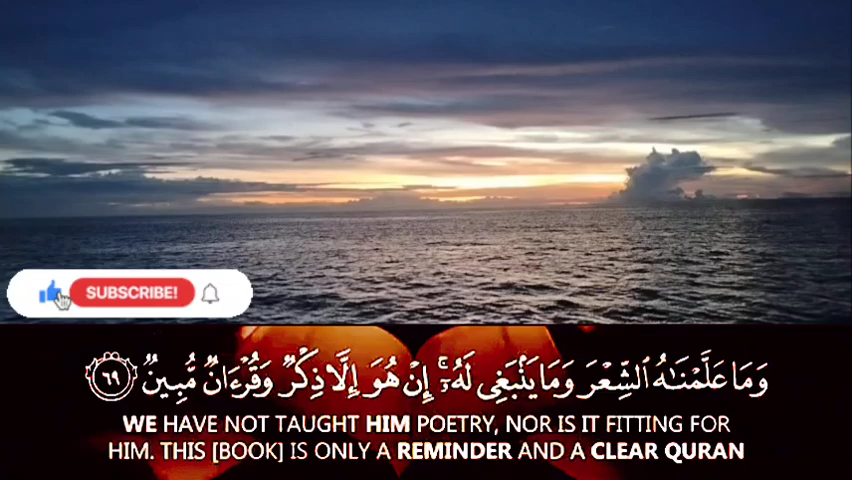 SUBSCRIBE!
وَمَا عَلَّمْنَـٰهُ ٱلشِّعْرَ وَمَا يَنۢبَغِى لَهُۥٓ ۚ إِنْ هُوَ إِلَّا ذِكْرٌ وَقُرْءَانٌ مُّبِينٌ ٦٩
WE HAVE NOT TAUGHT HIM POETRY, NOR IS IT FITTING FOR
HIM. THIS [BOOK] IS ONLY A REMINDER AND A CLEAR QURAN